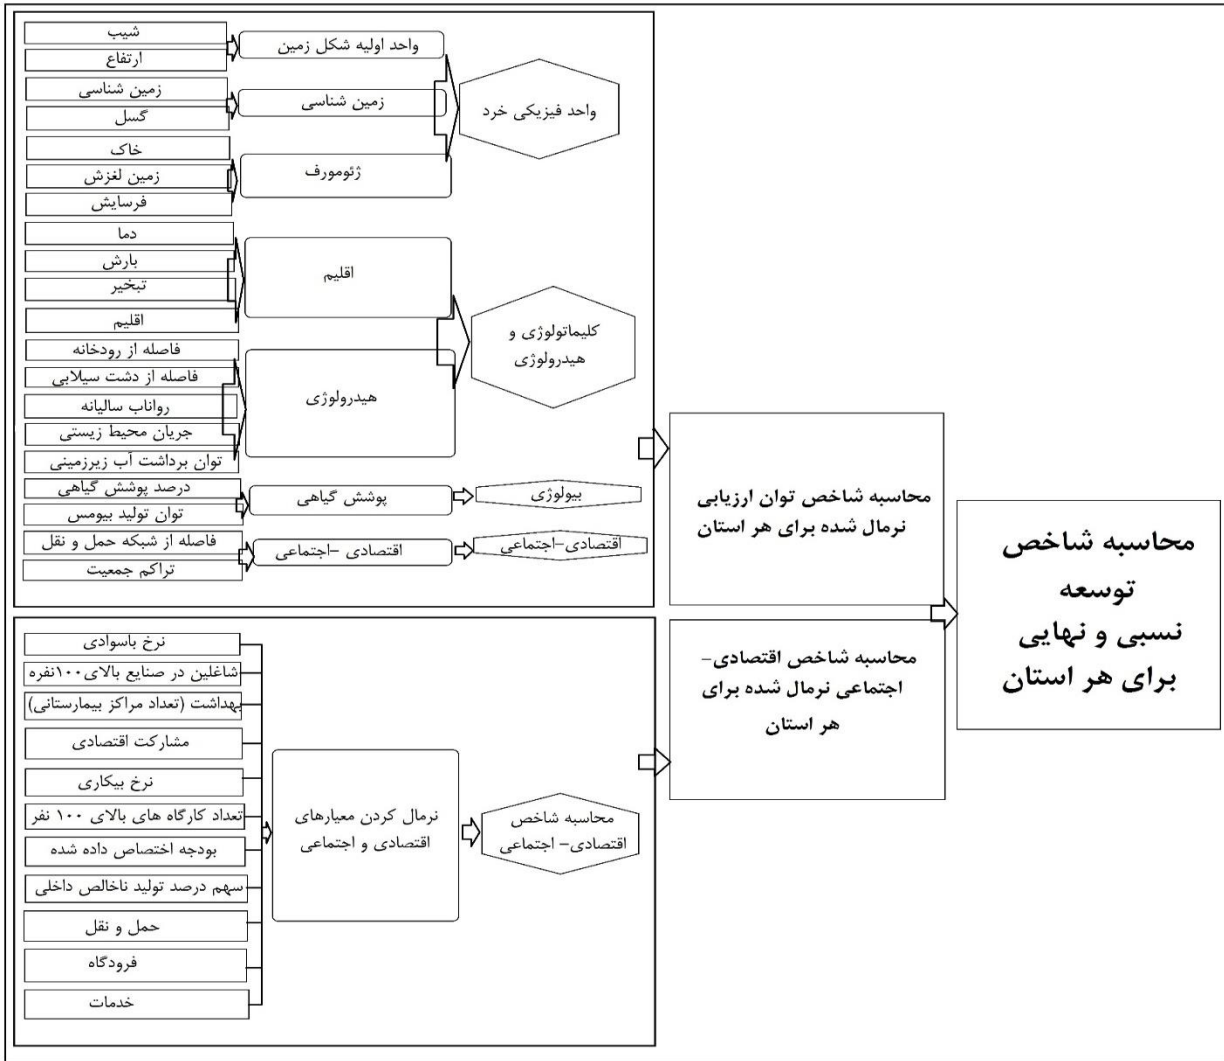 شیب
ارتفاع
واحد اولیه شکل زمین
زمین شناسی
گسل
زمین شناسی
خاک
زمین لغزش
فرسایش
ژئومورف
واحد فیزیکی خرد
دما
بارش
تبخیر
اقلیم
اقلیم
فاصله از رودخانه
فاصله از دشت سیلابی
رواناب سالیانه
جریان محیط زیستی
توان برداشت آب زیرزمینی
هیدرولوژی
کلیماتولوژی و
هیدرولوژی
درصد پوشش گیاهی
توان تولید بیومس
پوشش گیاهی
بیولوژی
فاصله از شبکه حمل و نقل
تراکم جمعیت
اقتصادی –اجتماعی
اقتصادی–اجتماعی
محاسبه شاخص توان ارزیابی
نرمال شده برای هر استان
نرخ باسوادی
شاغلین در صنایع بالای۱۰۰نفره
بهداشت (تعداد مراکز بیمارستانی)
مشارکت اقتصادی
نرخ بیکاری
تعداد کارگاه های بالای ۱۰۰ نفر
بودجه اختصاص داده شده
سهم درصد تولید ناخالص داخلی
حمل و نقل
فرودگاه
خدمات
نرمال کردن معیارهای
اقتصادی و اجتماعی
محاسبه شاخص
اقتصادی– اجتماعی
محاسبه شاخص اقتصادی–
اجتماعی نرمال شده برای
هر استان
محاسبه شاخص
توسعه
نسبی و نهایی
برای هر استان